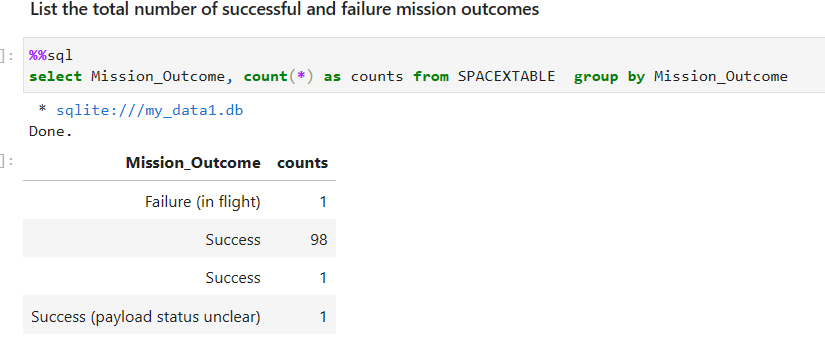 List the total number of successful and failure mission outcomes
]: %%sql
select Mission_Outcome, count(*) as counts from SPACEXTABLE  group by Mission_Outcome
* sqlite:///my_data1.db
Done.
]: Mission_Outcome counts
Failure (in flight) 1
Success 98
Success 1
Success (payload status unclear) 1